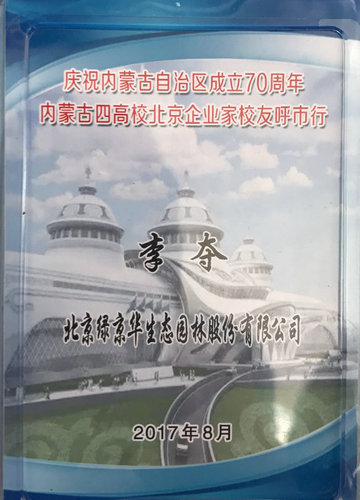 庆祝内蒙古自治区成立70周年
内蒙古四高校北京企业家校友呼市行
李夺
北京绿京华生态园林股份有限公司
2017年8月